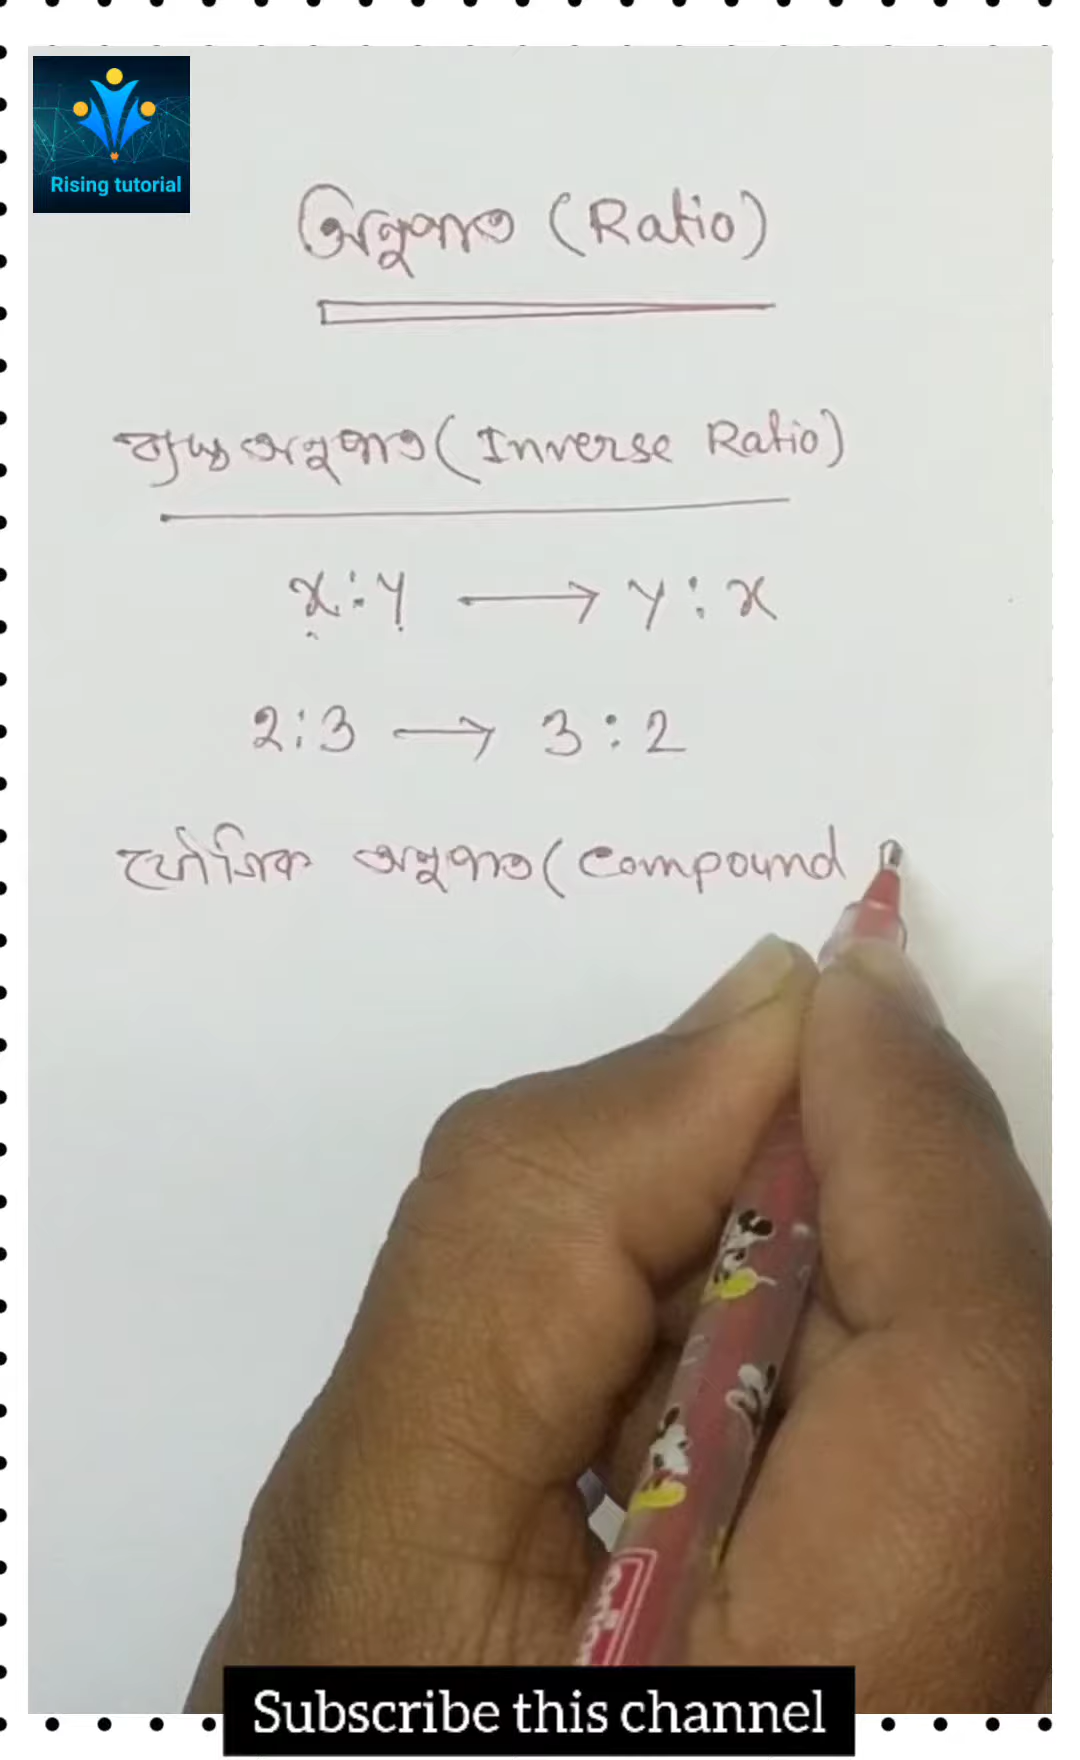 Rising tutorial
অনুপাত (Ratio)
ব্যস্ত অনুপাত (Inverse Ratio)
x : y → y : x
2 : 3 → 3 : 2
যৌগিক অনুপাত (Compound
Subscribe this channel